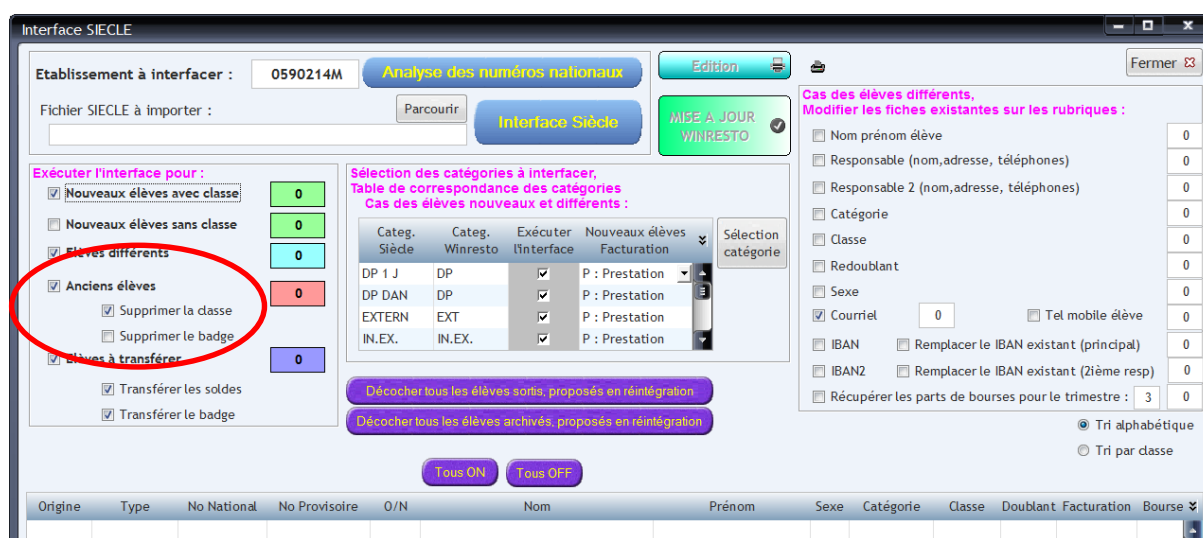 Interface SIECLE
Etablissement à interfacer : 0590214M
Analyse des numéros nationaux
Edition
Fermer
Fichier SIECLE à importer :
Parcourir
Interface Siècle
MISE A JOUR
WINRESTO
Exécuter l'interface pour :
Nouveaux élèves avec classe 0
Nouveaux élèves sans classe 0
Elèves différents 0
Anciens élèves 0
Supprimer la classe
Supprimer le badge
Elèves à transférer 0
Transférer les soldes
Transférer le badge
Sélection des catégories à interfacer,
Table de correspondance des catégories
Cas des élèves nouveaux et différents :
Categ. Siècle Categ. Winresto Exécuter l'interface Nouveaux élèves Facturation
DP 1 J DP P : Prestation
DP DAN DP P : Prestation
EXTERN EXT P : Prestation
IN.EX. IN.EX. P : Prestation
Sélection
catégorie
Décocher tous les élèves sortis, proposés en réintégration
Décocher tous les élèves archivés, proposés en réintégration
Tous ON Tous OFF
Cas des élèves différents,
Modifier les fiches existantes sur les rubriques :
Nom prénom élève 0
Responsable (nom,adresse, téléphones) 0
Responsable 2 (nom,adresse, téléphones) 0
Catégorie 0
Classe 0
Redoublant 0
Sexe 0
Courriel 0 Tel mobile élève 0
IBAN Remplacer le IBAN existant (principal) 0
IBAN2 Remplacer le IBAN existant (2ième resp) 0
Récupérer les parts de bourses pour le trimestre : 3 0
Tri alphabétique
Tri par classe
Origine Type No National No Provisoire O/N Nom Prénom Sexe Catégorie Classe Doublant Facturation Bourse